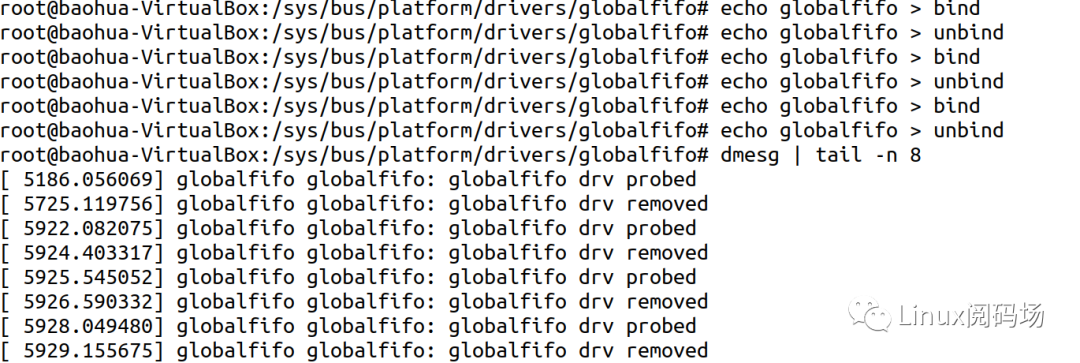 root@baohua-VirtualBox:/sys/bus/platform/drivers/globalfifo# echo globalfifo > bind
root@baohua-VirtualBox:/sys/bus/platform/drivers/globalfifo# echo globalfifo > unbind
root@baohua-VirtualBox:/sys/bus/platform/drivers/globalfifo# echo globalfifo > bind
root@baohua-VirtualBox:/sys/bus/platform/drivers/globalfifo# echo globalfifo > unbind
root@baohua-VirtualBox:/sys/bus/platform/drivers/globalfifo# echo globalfifo > bind
root@baohua-VirtualBox:/sys/bus/platform/drivers/globalfifo# echo globalfifo > unbind
root@baohua-VirtualBox:/sys/bus/platform/drivers/globalfifo# dmesg | tail -n 8
[ 5186.056069] globalfifo globalfifo: globalfifo drv probed
[ 5725.119756] globalfifo globalfifo: globalfifo drv removed
[ 5922.082075] globalfifo globalfifo: globalfifo drv probed
[ 5924.403317] globalfifo globalfifo: globalfifo drv removed
[ 5925.545052] globalfifo globalfifo: globalfifo drv probed
[ 5926.590332] globalfifo globalfifo: globalfifo drv removed
[ 5928.049480] globalfifo globalfifo: globalfifo drv probed
[ 5929.155675] globalfifo globalfifo: globalfifo drv removed
Linux阅码场